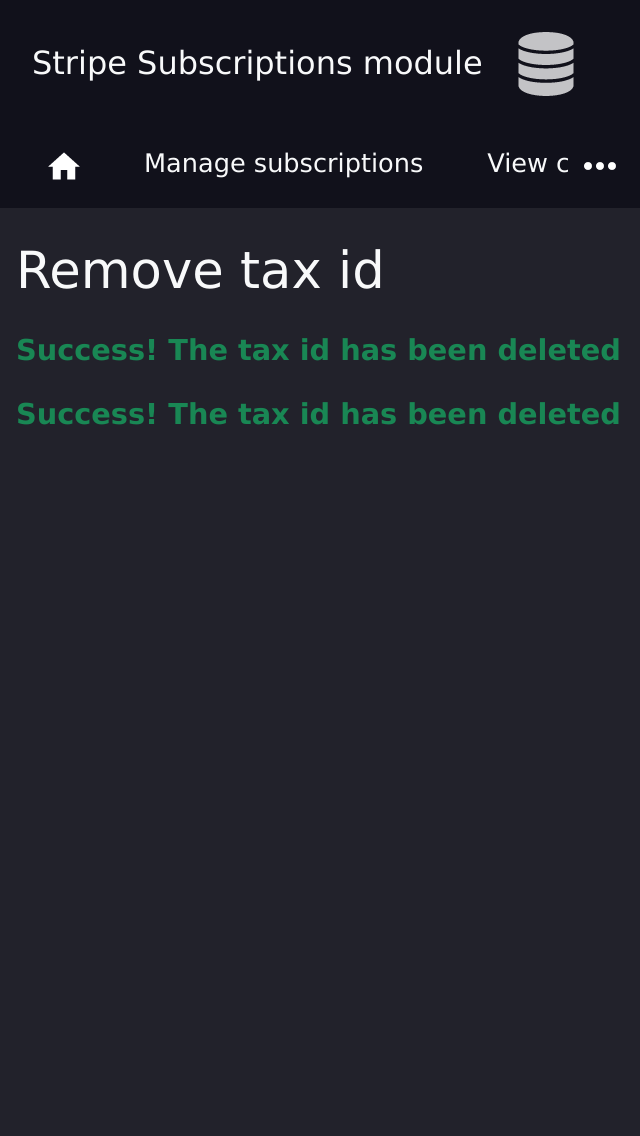 Stripe Subscriptions module
Manage subscriptions
View c
Remove tax id
Success! The tax id has been deleted
Success! The tax id has been deleted